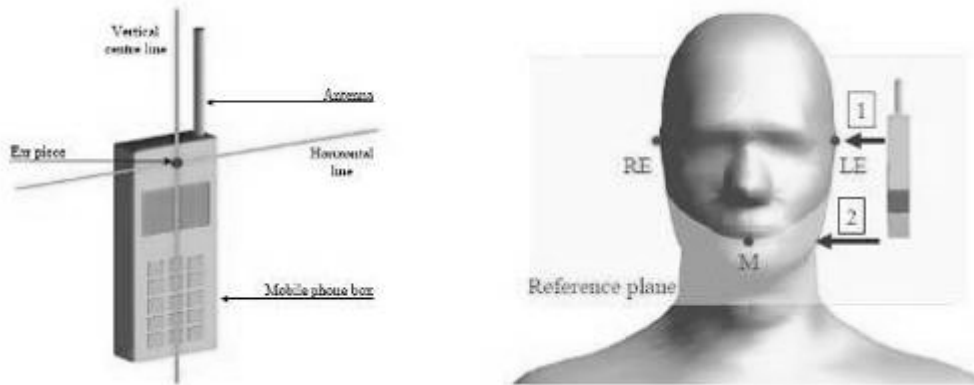 Vertical
centre line
Antenna
Ear piece
Horizontal
line
Mobile phone box
1
RE
LE
2
M
Reference plane